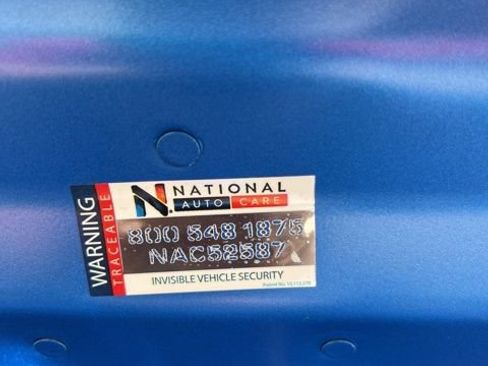 WARNING
TRACEABLE
N. NATIONAL
AUTO CARE
800 548 1875
NAC52587
INVISIBLE VEHICLE SECURITY